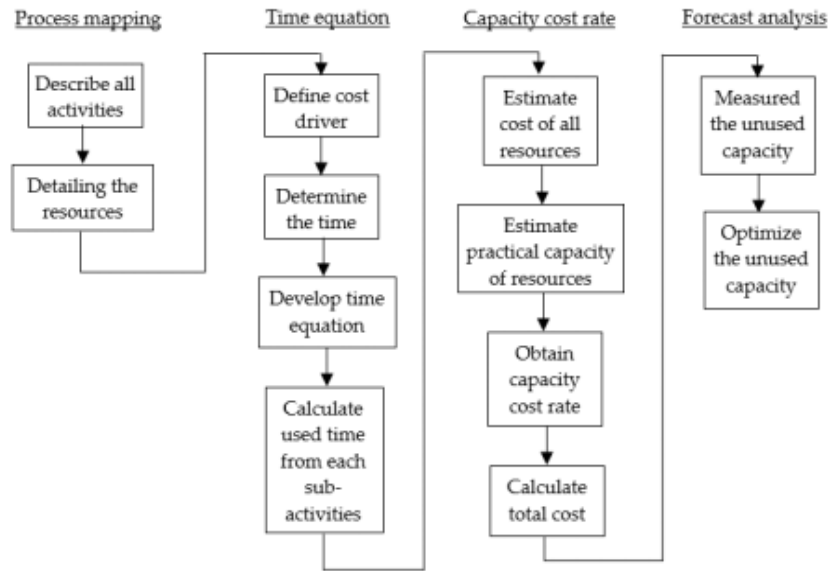 Process mapping
Describe all
activities
Detailing the
resources
Time equation
Define cost
driver
Determine
the time
Develop time
equation
Calculate
used time
from each
sub-
activities
Capacity cost rate
Estimate
cost of all
resources
Estimate
practical capacity
of resources
Obtain
capacity
cost rate
Calculate
total cost
Forecast analysis
Measured
the unused
capacity
Optimize
the unused
capacity